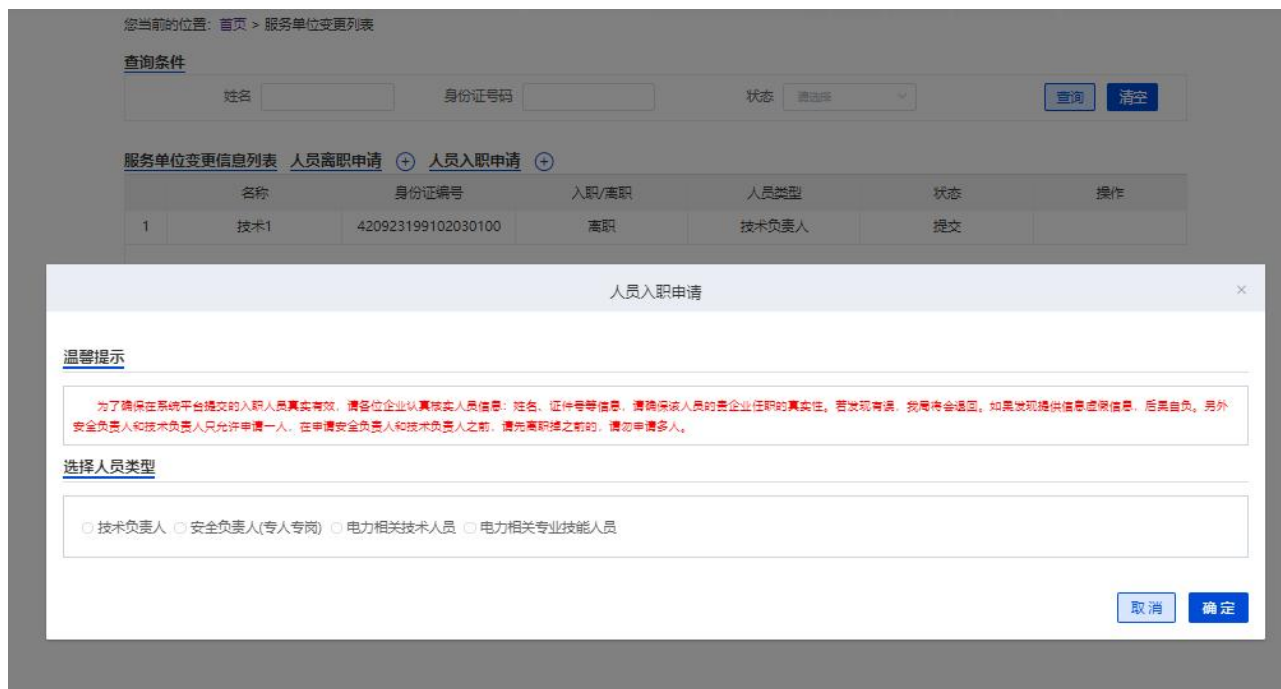 您当前的位置：首页 > 服务单位变更列表
查询条件
姓名 身份证号码 状态 请选择 查询 清空
服务单位变更信息列表 人员离职申请 人员入职申请
名称 身份证编号 入职/离职 人员类型 状态 操作
1 技术1 420923199102030100 离职 技术负责人 提交
人员入职申请 ×
温馨提示
为了确保在系统平台提交的入职人员真实有效，请各位企业认真核实人员信息：姓名、证件号等信息，请确保该人员的贵企业任职的真实性。若发现有误，我局将会退回。如果发现提供信息虚假信息，后果自负。另外
安全负责人和技术负责人只允许申请一人，在申请安全负责人和技术负责人之前，请先离职掉之前的，请勿申请多人。
选择人员类型
技术负责人 安全负责人(专人专岗) 电力相关技术人员 电力相关专业技能人员
取消 确定